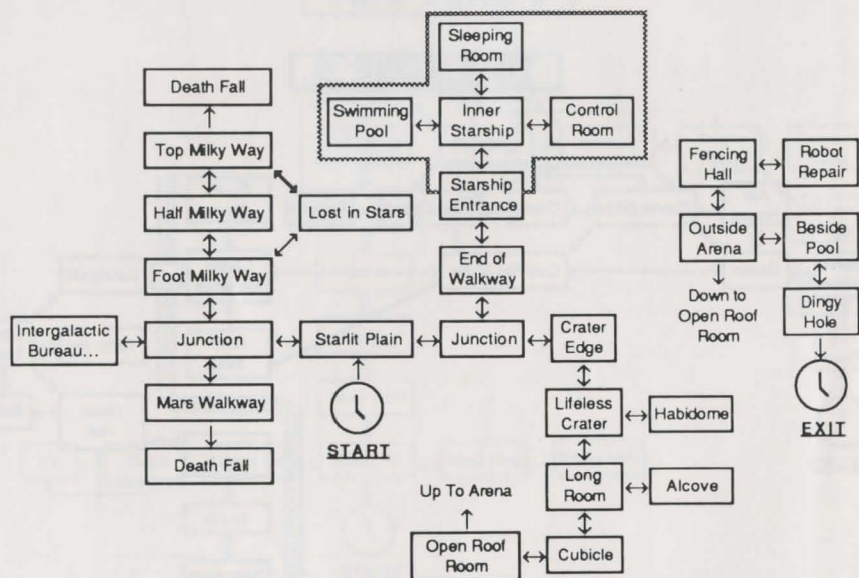 Sleeping
Room
Death Fall
Swimming
Pool
Inner
Starship
Control
Room
Top Milky Way
Fencing
Hall
Robot
Repair
Starship
Entrance
Half Milky Way
Lost in Stars
Outside
Arena
Beside
Pool
End of
Walkway
Foot Milky Way
Down to
Open Roof
Room
Dingy
Hole
Intergalactic
Bureau...
Junction
Starlit Plain
Junction
Crater
Edge
Mars Walkway
Lifeless
Crater
Habidome
EXIT
START
Death Fall
Long
Room
Alcove
Up To Arena
Open Roof
Room
Cubicle